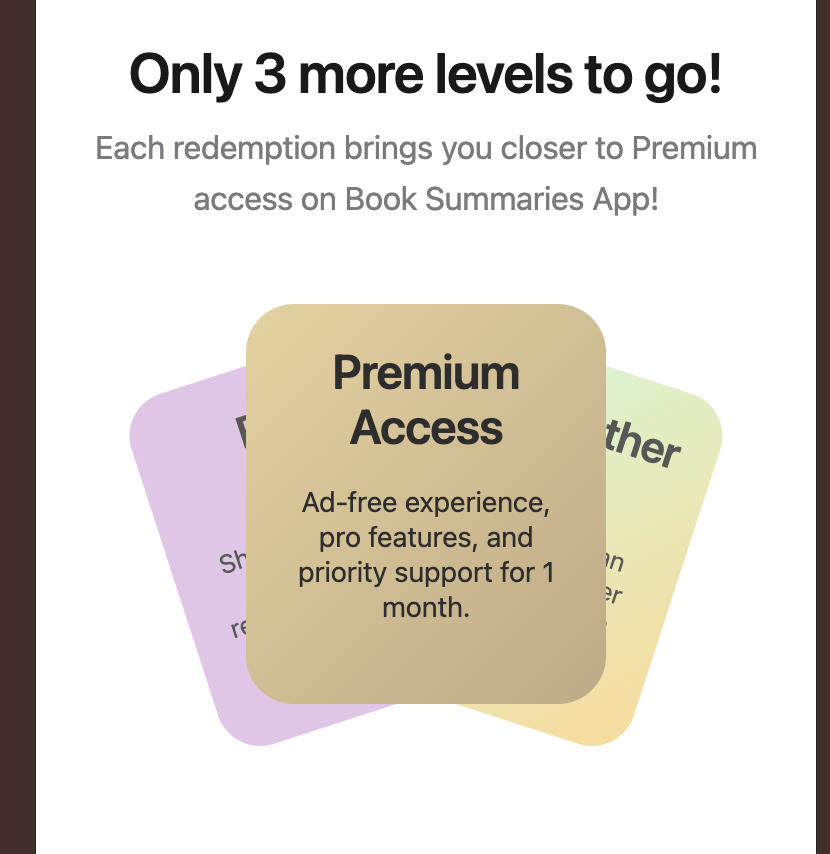 Only 3 more levels to go!
Each redemption brings you closer to Premium
access on Book Summaries App!
Premium
Access
Ad-free experience,
pro features, and
priority support for 1
month.